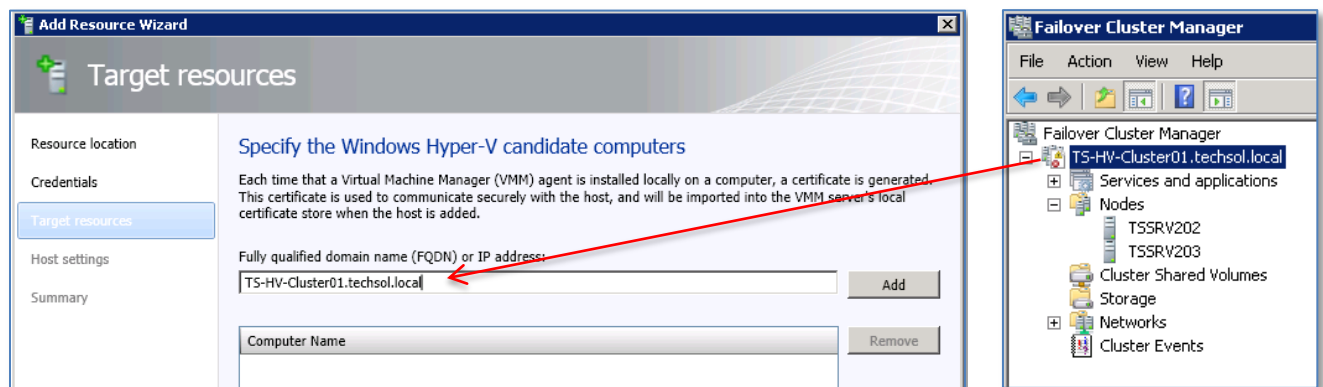 Add Resource Wizard
Target resources
Resource location
Credentials
Target resources
Host settings
Summary
Specify the Windows Hyper-V candidate computers
Each time that a Virtual Machine Manager (VMM) agent is installed locally on a computer, a certificate is generated.
This certificate is used to communicate securely with the host, and will be imported into the VMM server's local
certificate store when the host is added.
Fully qualified domain name (FQDN) or IP address:
TS-HV-Cluster01.techsol.local
Add
Computer Name
Remove
Failover Cluster Manager
File Action View Help
Failover Cluster Manager
TS-HV-Cluster01.techsol.local
Services and applications
Nodes
TSSRV202
TSSRV203
Cluster Shared Volumes
Storage
Networks
Cluster Events